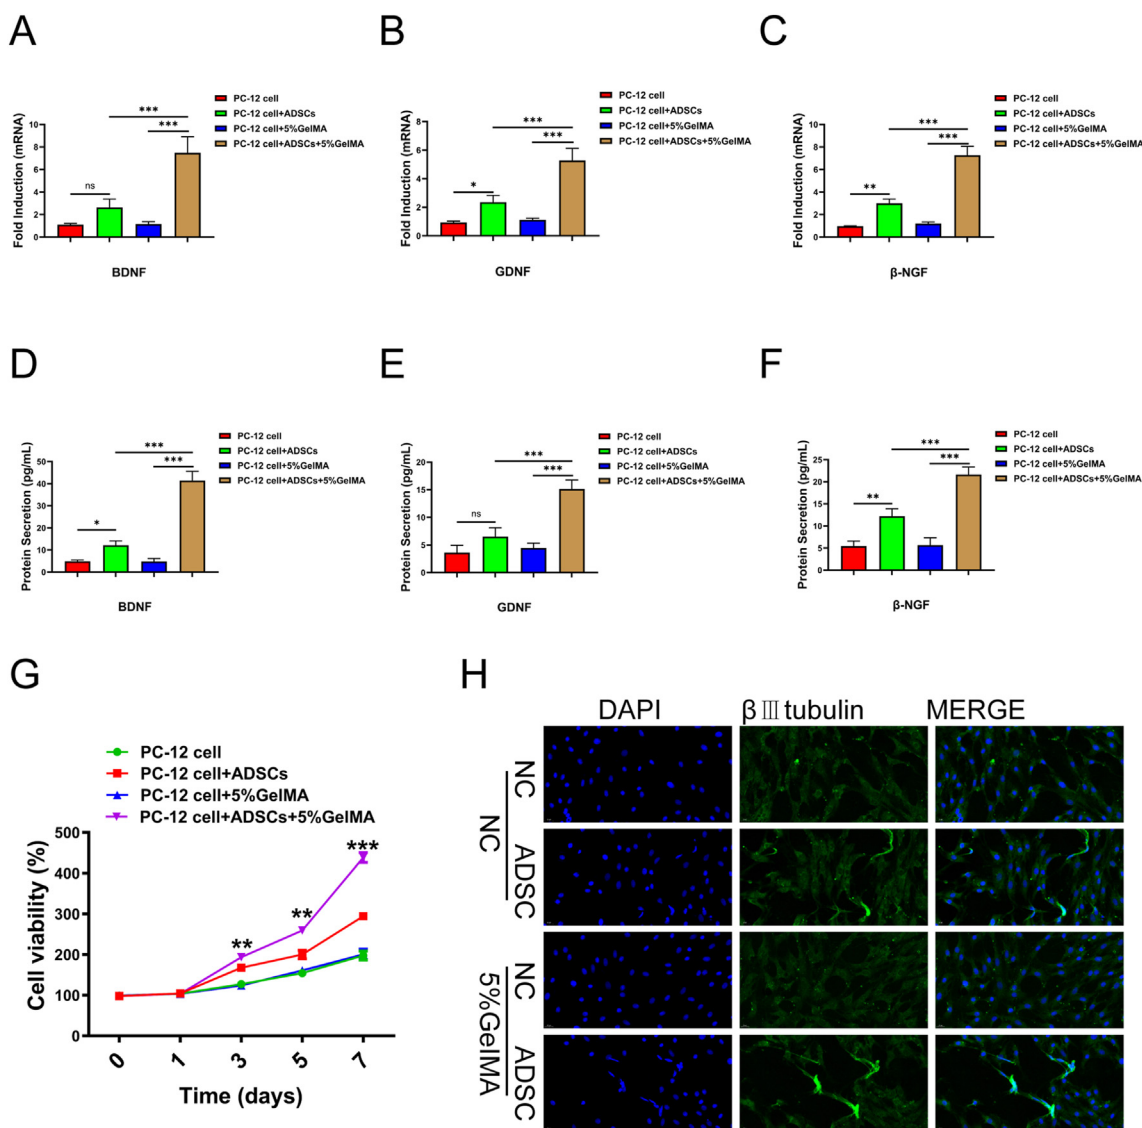 A
B
C
PC-12 cell
PC-12 cell+ADSCs
PC-12 cell+5%GelMA
PC-12 cell+ADSCs+5%GelMA
Fold Induction (mRNA)
10
8
6
4
2
0
ns
***
***
BDNF
PC-12 cell
PC-12 cell+ADSCs
PC-12 cell+5%GelMA
PC-12 cell+ADSCs+5%GelMA
Fold Induction (mRNA)
10
8
6
4
2
0
*
***
***
GDNF
PC-12 cell
PC-12 cell+ADSCs
PC-12 cell+5%GelMA
PC-12 cell+ADSCs+5%GelMA
Fold Induction (mRNA)
10
8
6
4
2
0
**
***
***
β-NGF
D
E
F
PC-12 cell
PC-12 cell+ADSCs
PC-12 cell+5%GelMA
PC-12 cell+ADSCs+5%GelMA
Protein Secretion (pg/mL)
50
40
30
20
10
0
*
***
***
BDNF
PC-12 cell
PC-12 cell+ADSCs
PC-12 cell+5%GelMA
PC-12 cell+ADSCs+5%GelMA
Protein Secretion (pg/mL)
20
15
10
5
0
ns
***
***
GDNF
PC-12 cell
PC-12 cell+ADSCs
PC-12 cell+5%GelMA
PC-12 cell+ADSCs+5%GelMA
Protein Secretion (pg/mL)
25
20
15
10
5
0
**
***
***
β-NGF
G
PC-12 cell
PC-12 cell+ADSCs
PC-12 cell+5%GelMA
PC-12 cell+ADSCs+5%GelMA
Cell viability (%)
500
400
300
200
100
0
**
**
***
0 1 3 5 7
Time (days)
H
DAPI βⅢtubulin MERGE
NC
NC
ADSC
5%GelMA
NC
ADSC